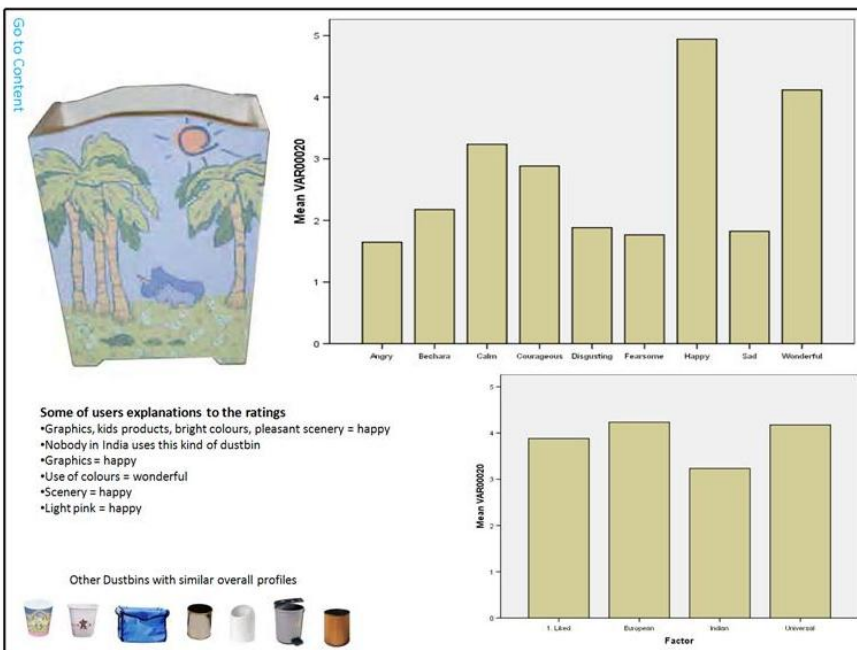 Go to Content
Mean VAR00020
5
4
3
2
1
0
Angry Bechara Calm Courageous Disgusting Fearsome Happy Sad Wonderful
Some of users explanations to the ratings
•Graphics, kids products, bright colours, pleasant scenery = happy
•Nobody in India uses this kind of dustbin
•Graphics = happy
•Use of colours = wonderful
•Scenery = happy
•Light pink = happy
Mean VAR00020
5
4
3
2
1
0
1. Liked European Indian Universal
Factor
Other Dustbins with similar overall profiles